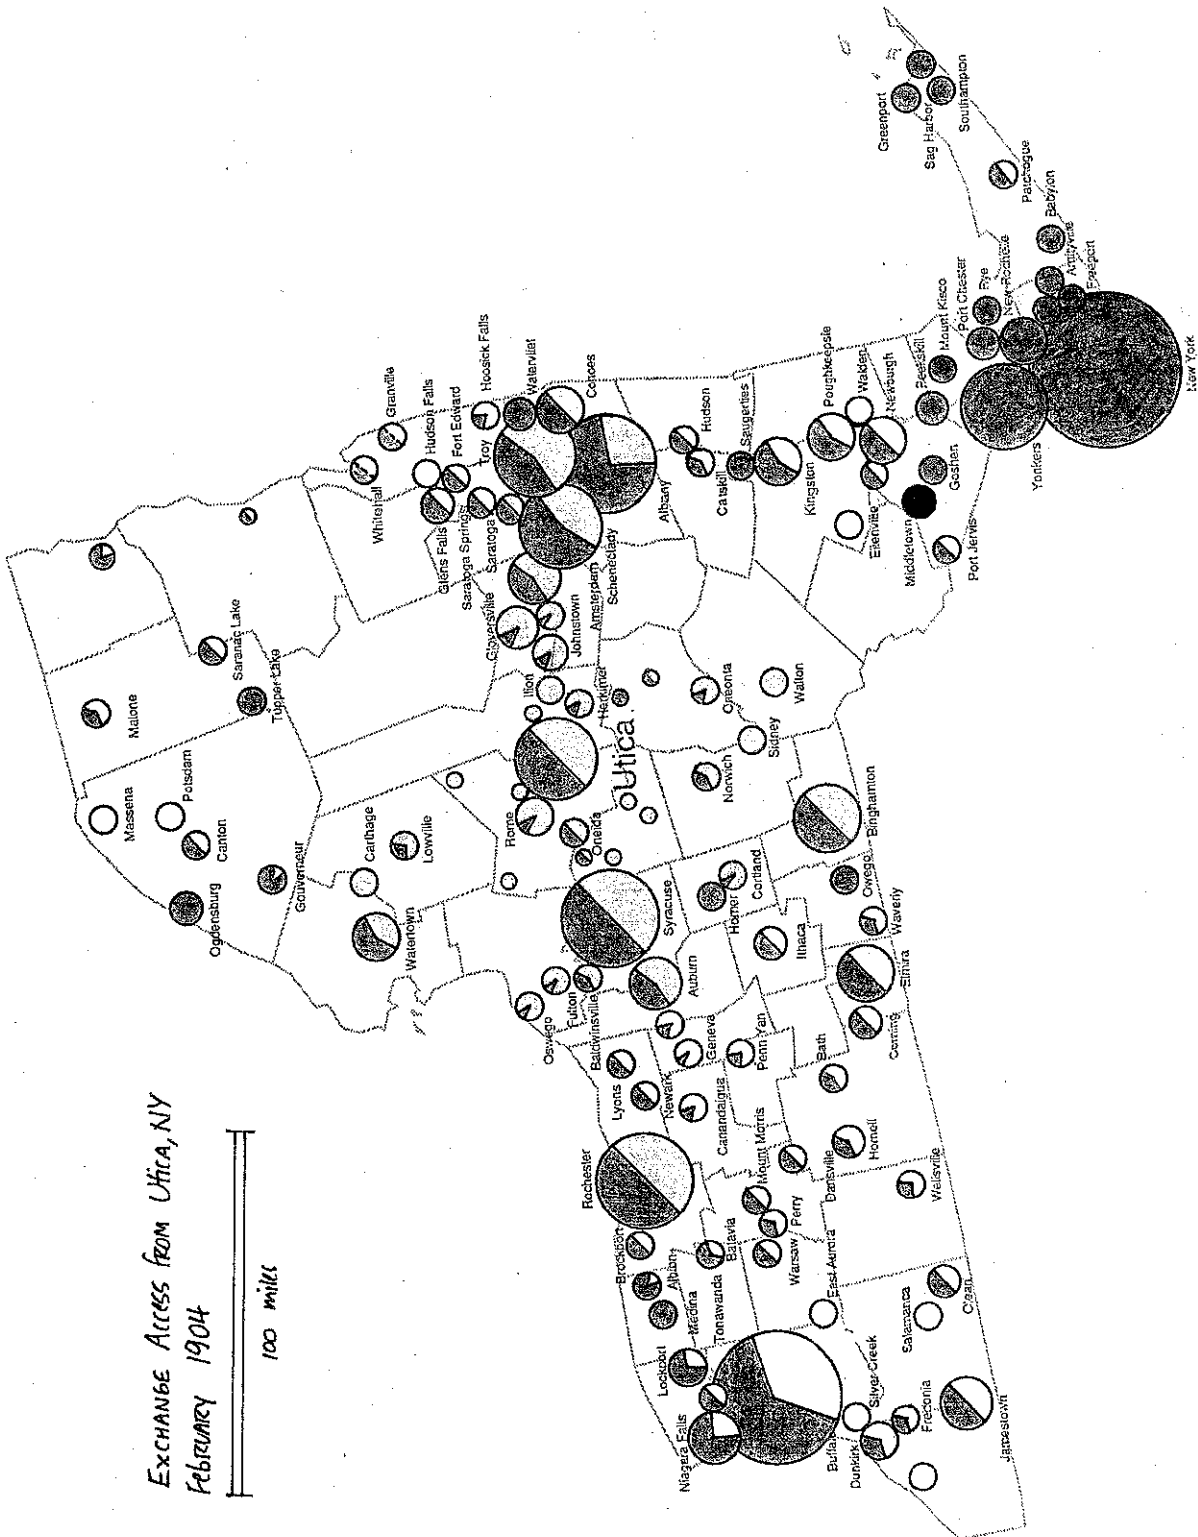 EXCHANGE ACCESS FROM UTICA, NY
FEBRUARY 1904
100 miles
Massena
Potsdam
Canton
Ogdensburg
Gouverneur
Malone
Saranac Lake
Tupper Lake
Carthage
Lowville
Watertown
Whitehall
Granville
Hudson Falls
Glens Falls
Fort Edward
Saratoga Springs
Saratoga
Hoosick Falls
Troy
Watervliet
Cohoes
Gloversville
Johnstown
Amsterdam
Schenectady
Albany
Ilion
Herkimer
Utica
Rome
Oneida
Oswego
Fulton
Baldwinsville
Syracuse
Auburn
Lyons
Newark
Geneva
Canandaigua
Penn Yan
Rochester
Brockport
Albion
Medina
Lockport
Tonawanda
Niagara Falls
Batavia
Mount Morris
Perry
Warsaw
Dansville
East Aurora
Silver Creek
Dunkirk
Fredonia
Jamestown
Salamanca
Olean
Wellsville
Hornell
Bath
Corning
Elmira
Waverly
Owego
Ithaca
Homer
Cortland
Binghamton
Norwich
Sidney
Oneonta
Walton
Hudson
Catskill
Saugerties
Kingston
Poughkeepsie
Walden
Newburgh
Ellenville
Middletown
Goshen
Port Jervis
Peekskill
Mount Kisco
Port Chester
Rye
New Rochelle
Yonkers
New York
Freeport
Amityville
Babylon
Patchogue
Southampton
Sag Harbor
Greenport